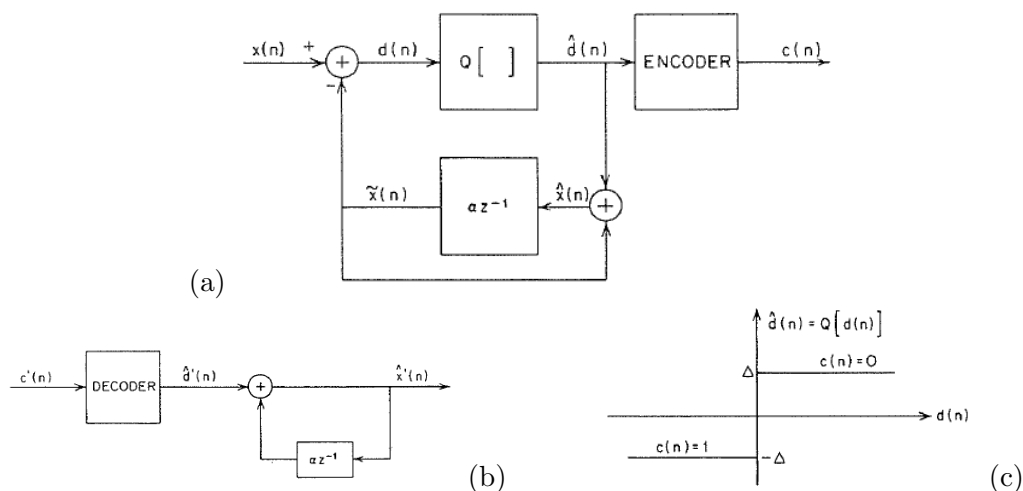 x(n) + d(n) Q[ ] d̂(n) ENCODER c(n)
+
-
x̃(n) αz⁻¹ x̂(n) +
(a)
d̂(n) = Q[d(n)]
c(n)=0
Δ
d(n)
c(n)=1 -Δ
(c)
c'(n) DECODER d̂'(n) + x̂'(n)
αz⁻¹
(b)